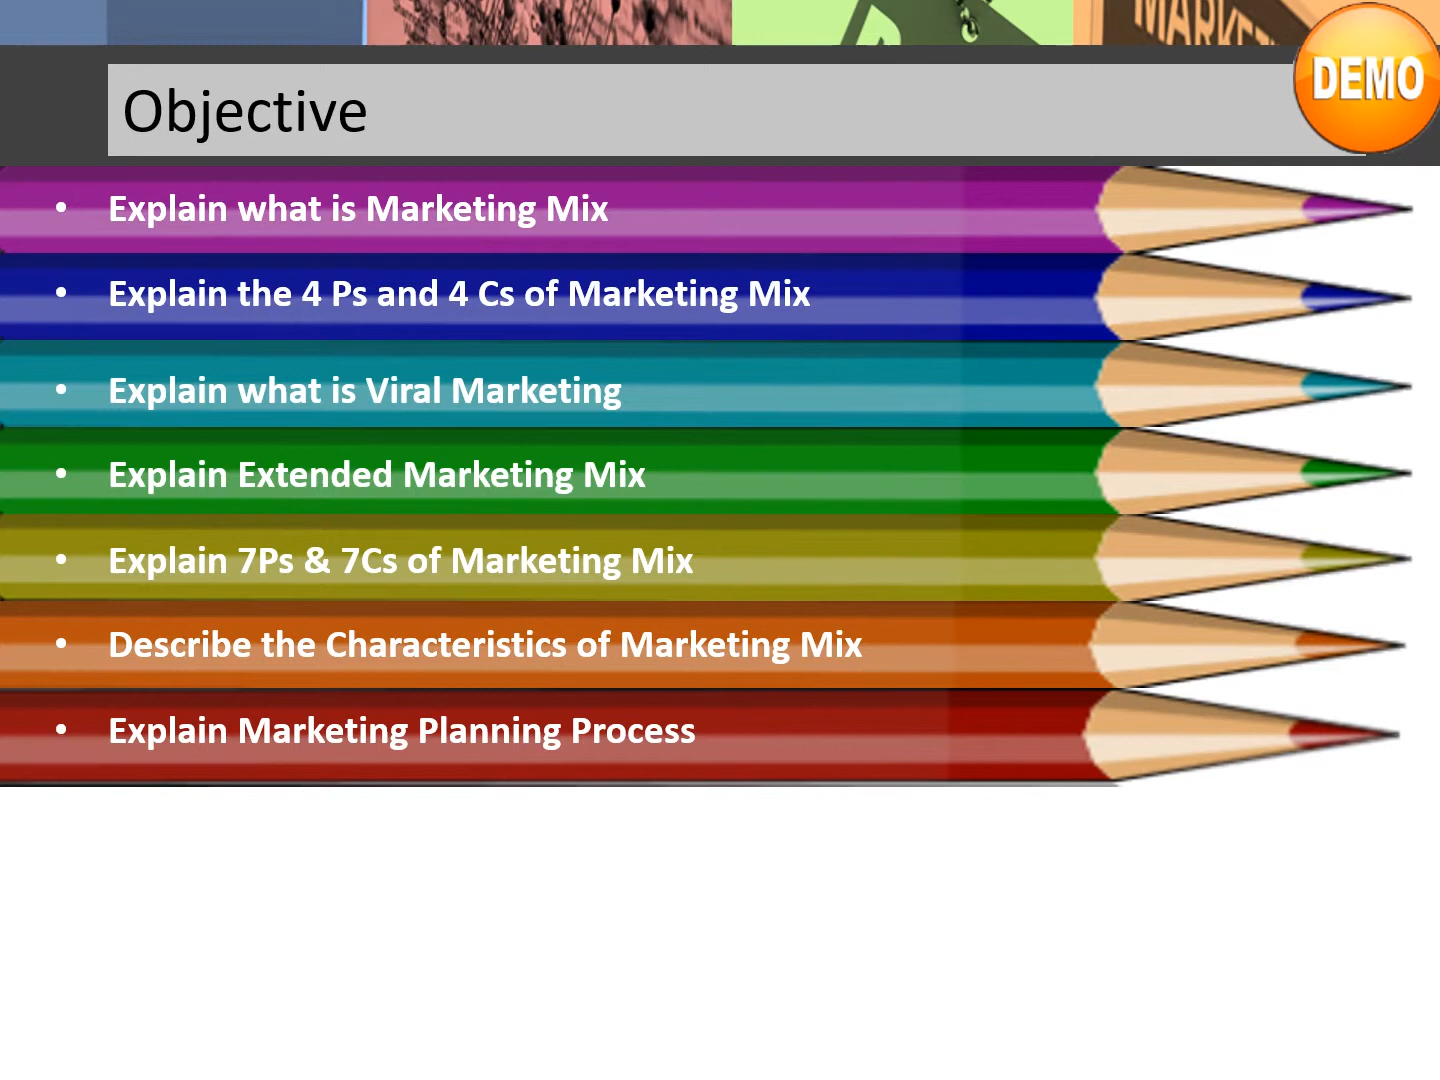 MARKET
DEMO
Objective
• Explain what is Marketing Mix
• Explain the 4 Ps and 4 Cs of Marketing Mix
• Explain what is Viral Marketing
• Explain Extended Marketing Mix
• Explain 7Ps & 7Cs of Marketing Mix
• Describe the Characteristics of Marketing Mix
• Explain Marketing Planning Process